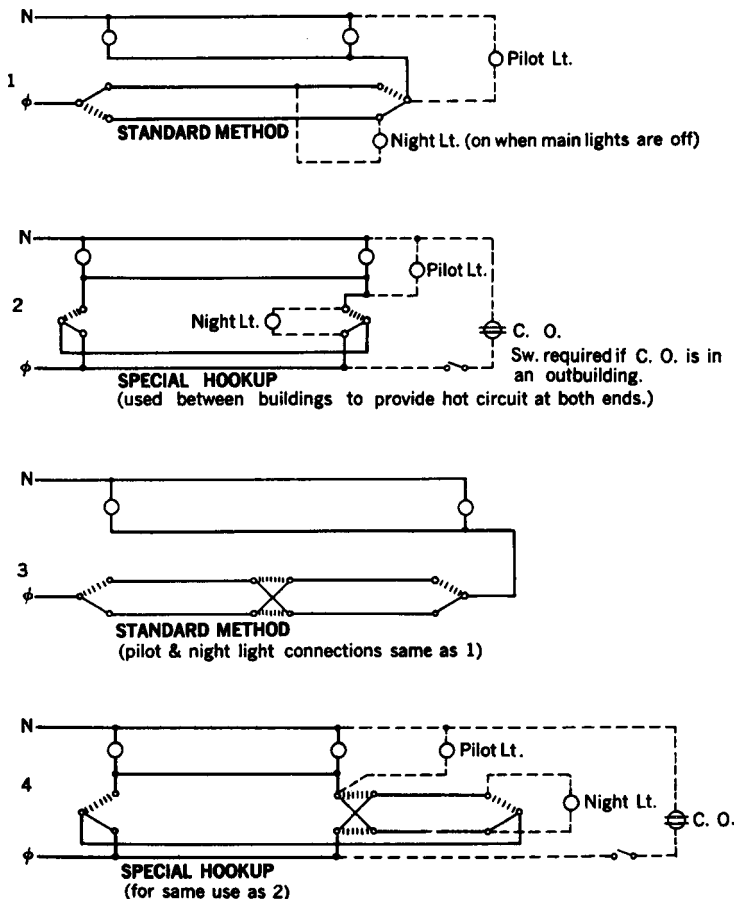 N
Pilot Lt.
1
ϕ
STANDARD METHOD
Night Lt. (on when main lights are off)
N
Pilot Lt.
2
Night Lt.
C. O.
Sw. required if C. O. is in
an outbuilding.
ϕ
SPECIAL HOOKUP
(used between buildings to provide hot circuit at both ends.)
N
3
ϕ
STANDARD METHOD
(pilot & night light connections same as 1)
N
Pilot Lt.
4
Night Lt.
C. O.
ϕ
SPECIAL HOOKUP
(for same use as 2)